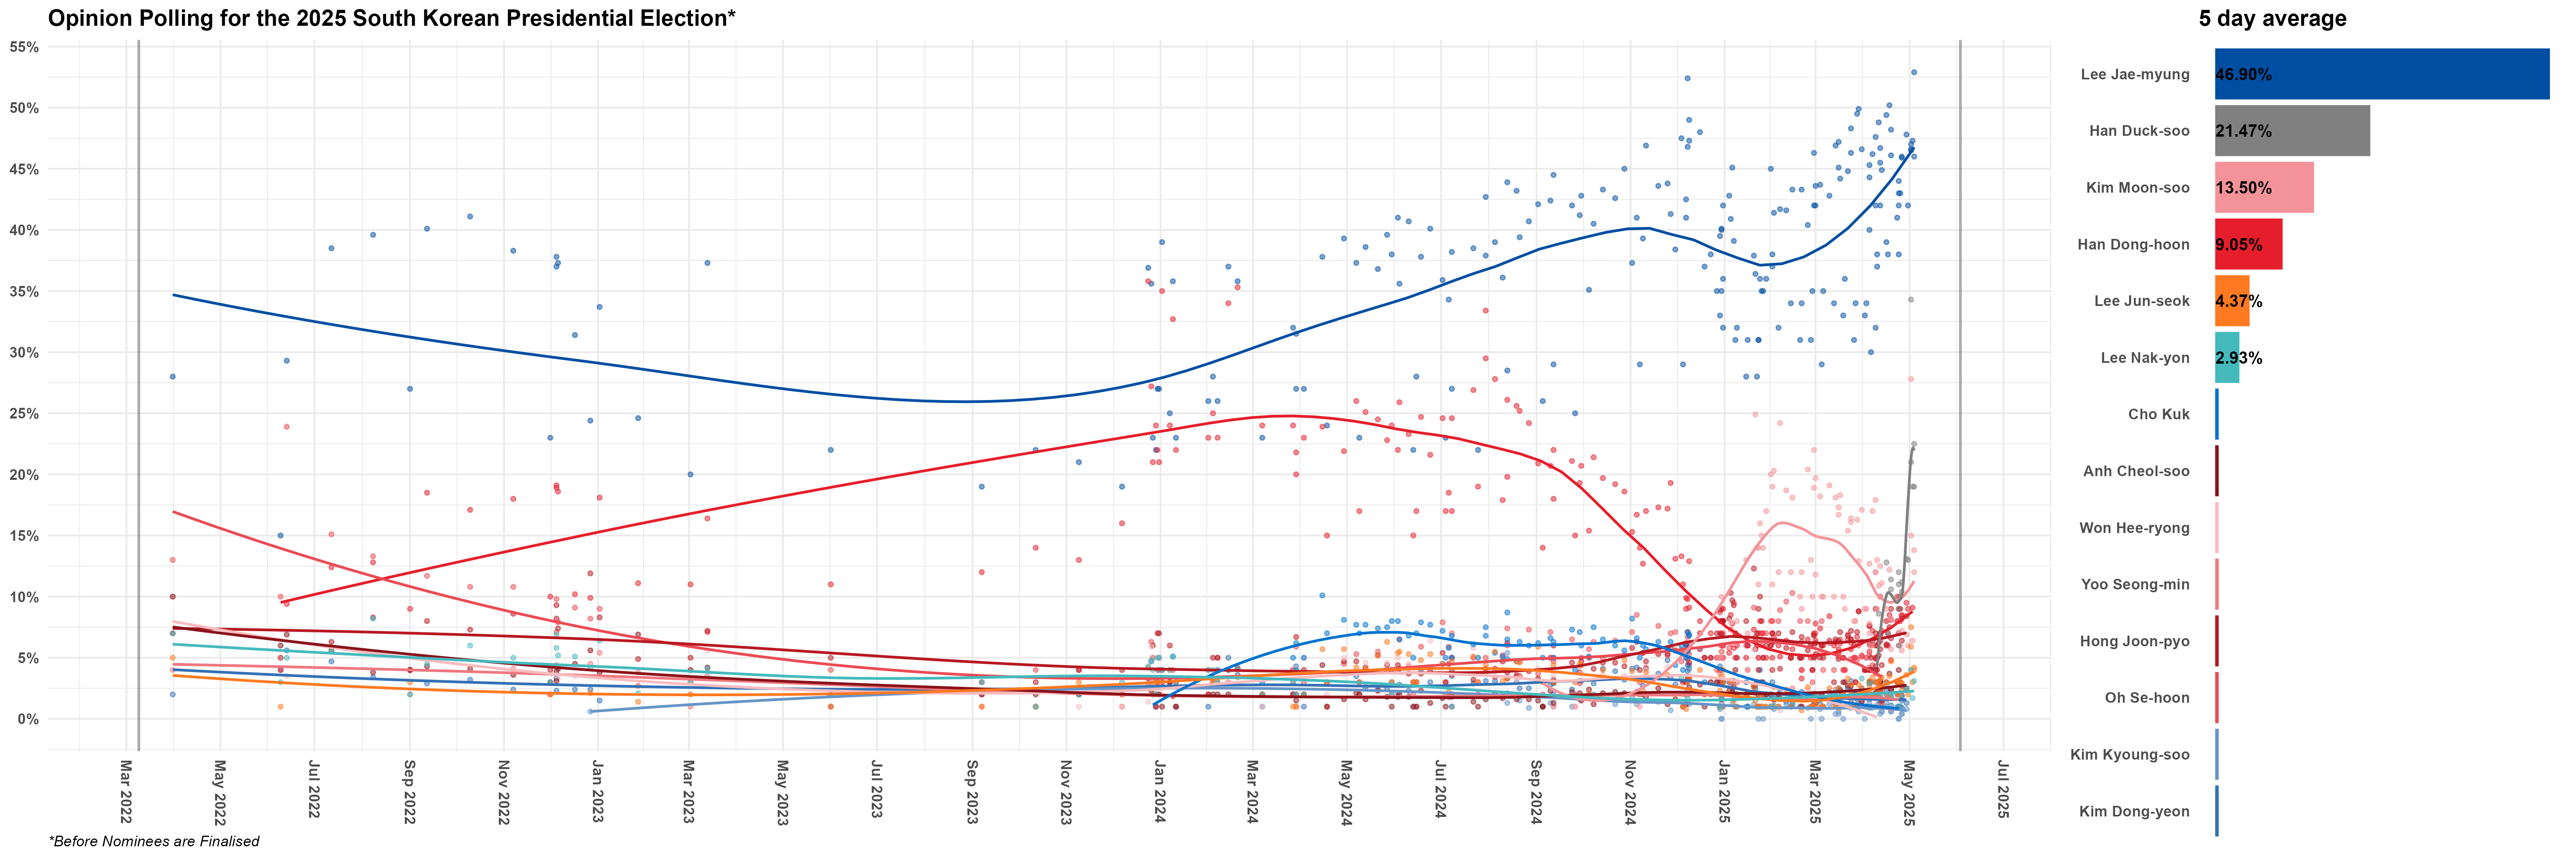 Opinion Polling for the 2025 South Korean Presidential Election*
5 day average
55%
50%
45%
40%
35%
30%
25%
20%
15%
10%
5%
0%
Mar 2022
May 2022
Jul 2022
Sep 2022
Nov 2022
Jan 2023
Mar 2023
May 2023
Jul 2023
Sep 2023
Nov 2023
Jan 2024
Mar 2024
May 2024
Jul 2024
Sep 2024
Nov 2024
Jan 2025
Mar 2025
May 2025
Jul 2025
*Before Nominees are Finalised
Lee Jae-myung 46.90%
Han Duck-soo 21.47%
Kim Moon-soo 13.50%
Han Dong-hoon 9.05%
Lee Jun-seok 4.37%
Lee Nak-yon 2.93%
Cho Kuk
Anh Cheol-soo
Won Hee-ryong
Yoo Seong-min
Hong Joon-pyo
Oh Se-hoon
Kim Kyoung-soo
Kim Dong-yeon